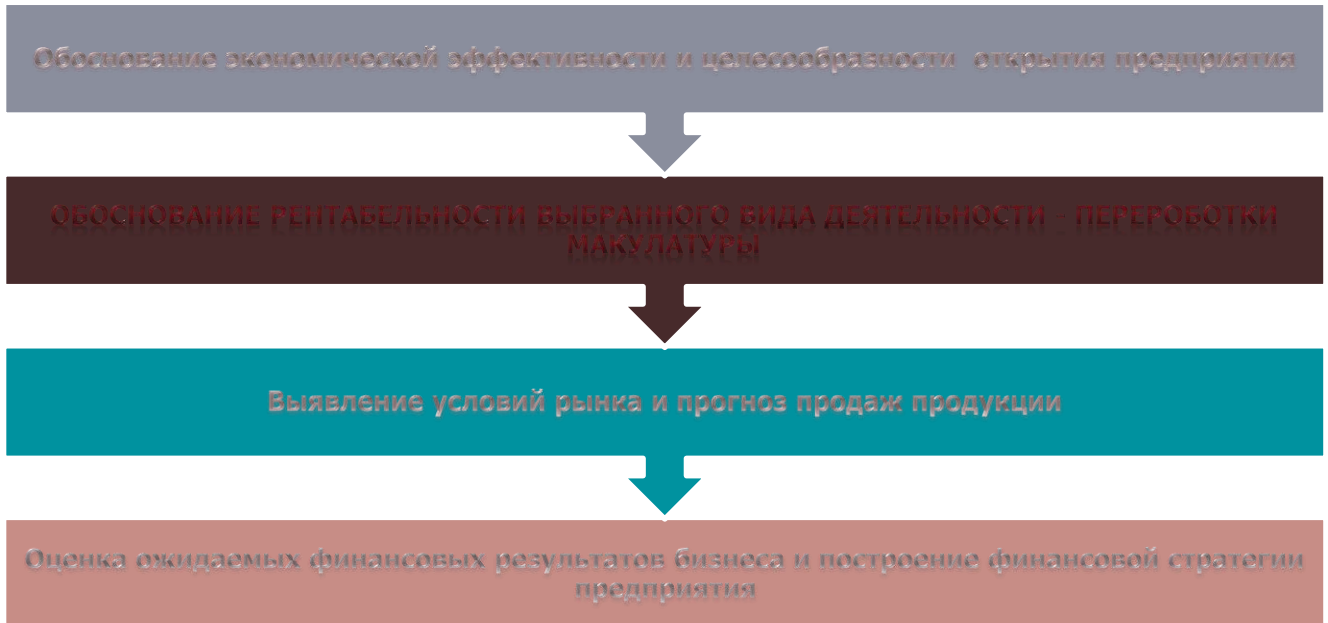 Обоснование экономической эффективности и целесообразности открытия предприятия
ОБОСНОВАНИЕ РЕНТАБЕЛЬНОСТИ ВЫБРАННОГО ВИДА ДЕЯТЕЛЬНОСТИ - ПЕРЕРОБОТКИ
МАКУЛАТУРЫ
Выявление условий рынка и прогноз продаж продукции
Оценка ожидаемых финансовых результатов бизнеса и построение финансовой стратегии
предприятия